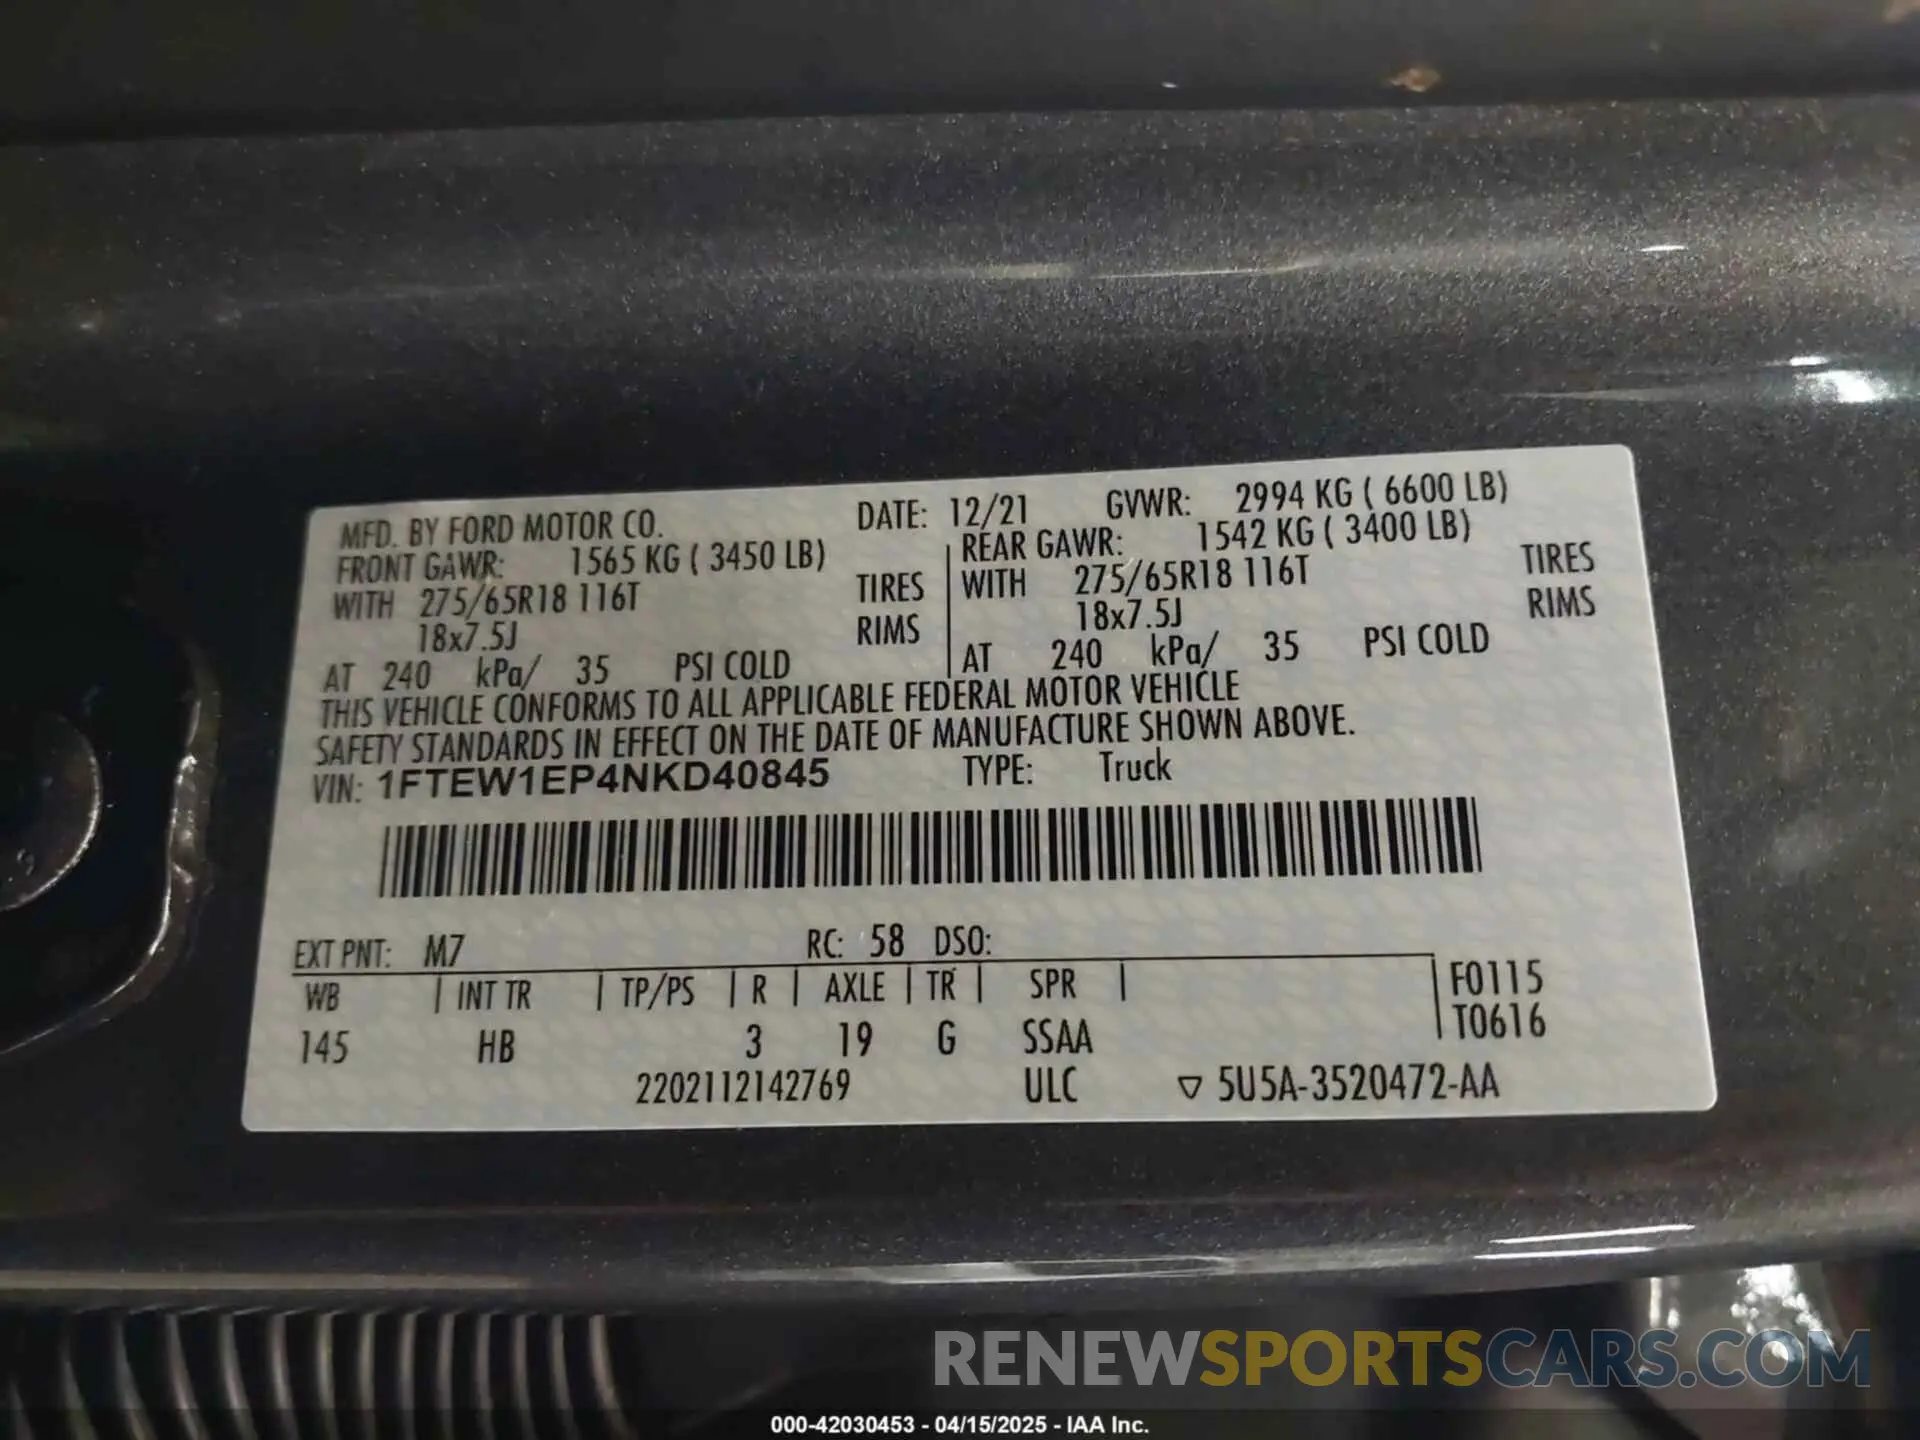 MFD. BY FORD MOTOR CO. DATE: 12/21 GVWR: 2994 KG ( 6600 LB)
FRONT GAWR: 1565 KG ( 3450 LB) REAR GAWR: 1542 KG ( 3400 LB)
WITH 275/65R18 116T TIRES WITH 275/65R18 116T TIRES
18x7.5J RIMS 18x7.5J RIMS
AT 240 kPa/ 35 PSI COLD AT 240 kPa/ 35 PSI COLD
THIS VEHICLE CONFORMS TO ALL APPLICABLE FEDERAL MOTOR VEHICLE
SAFETY STANDARDS IN EFFECT ON THE DATE OF MANUFACTURE SHOWN ABOVE.
VIN: 1FTEW1EP4NKD40845 TYPE: Truck
EXT PNT: M7 RC: 58 DSO:
WB | INT TR | TP/PS | R | AXLE | TR | SPR | F0115
T0616
145 HB 3 19 G SSAA
2202112142769 ULC ▽ 5U5A-3520472-AA
RENEWSPORTSCARS.COM
000-42030453 - 04/15/2025 - IAA Inc.